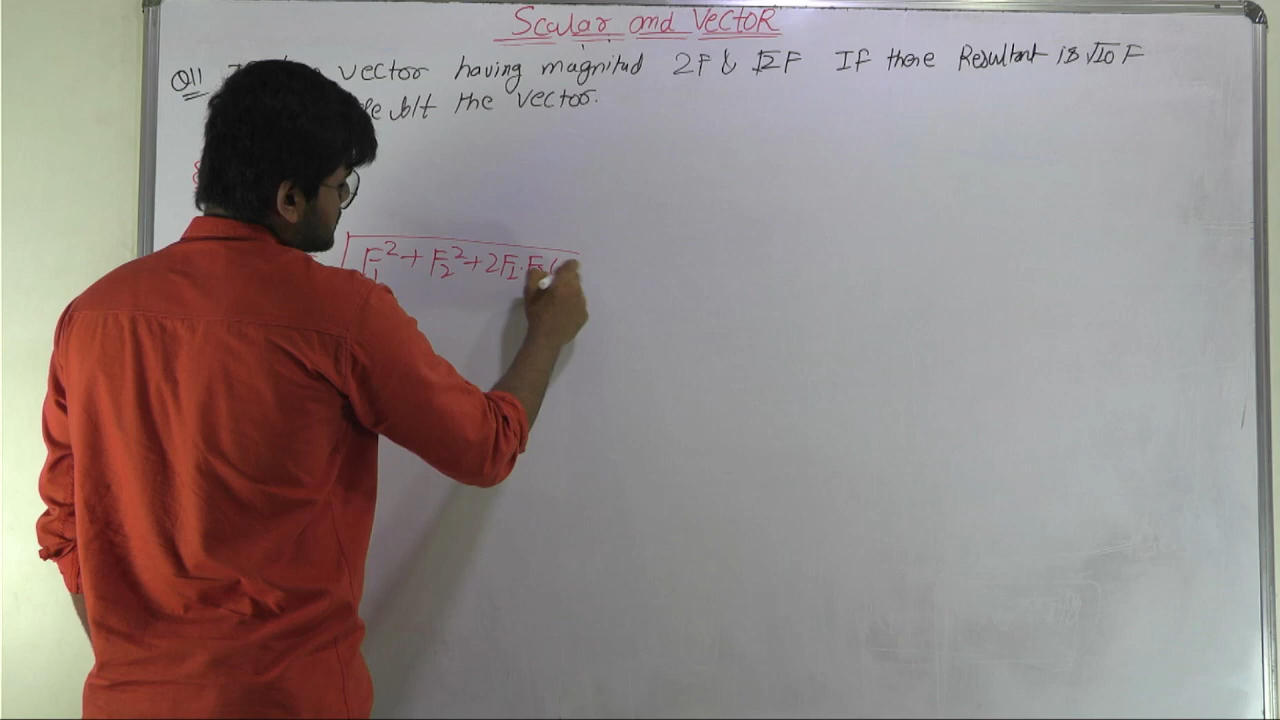 Scalar and Vector
Q11 vector having magnitud 2F & √2F If there Resultant is √10 F
b/t the vector.
√F₁² + F₂² + 2F₁.F₂